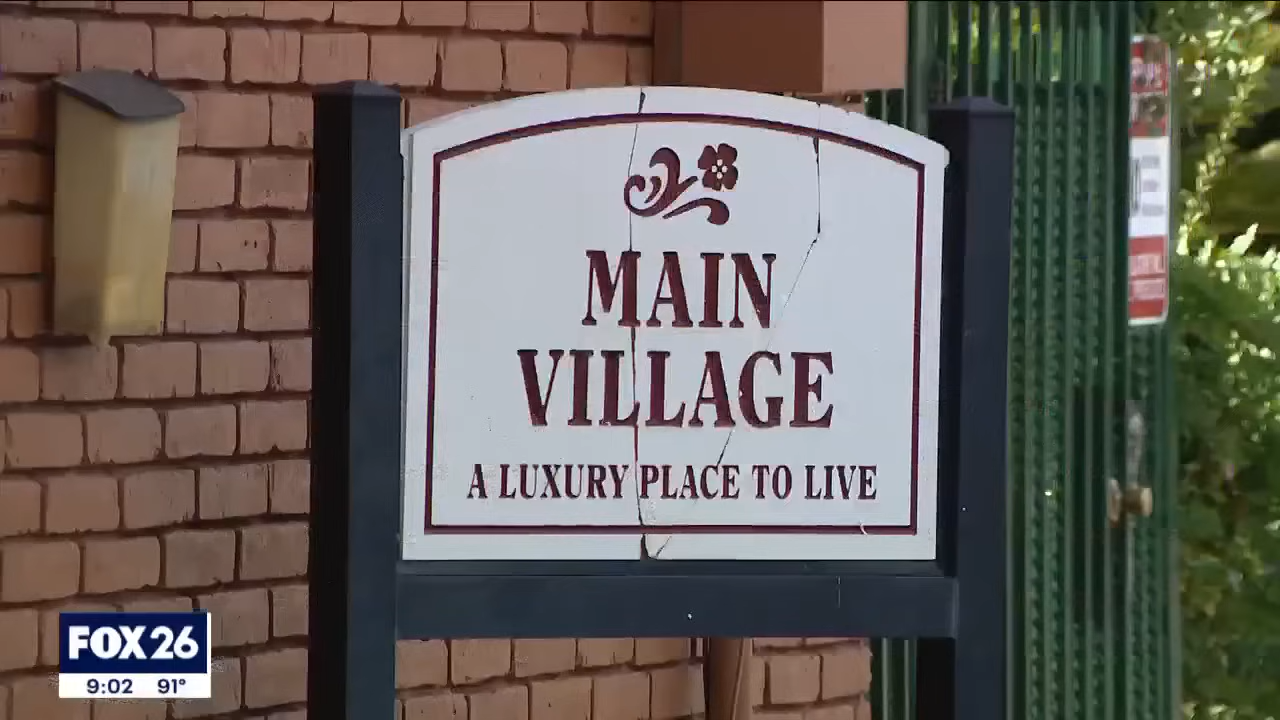 MAIN
VILLAGE
A LUXURY PLACE TO LIVE
FOX 26
9:02 91°